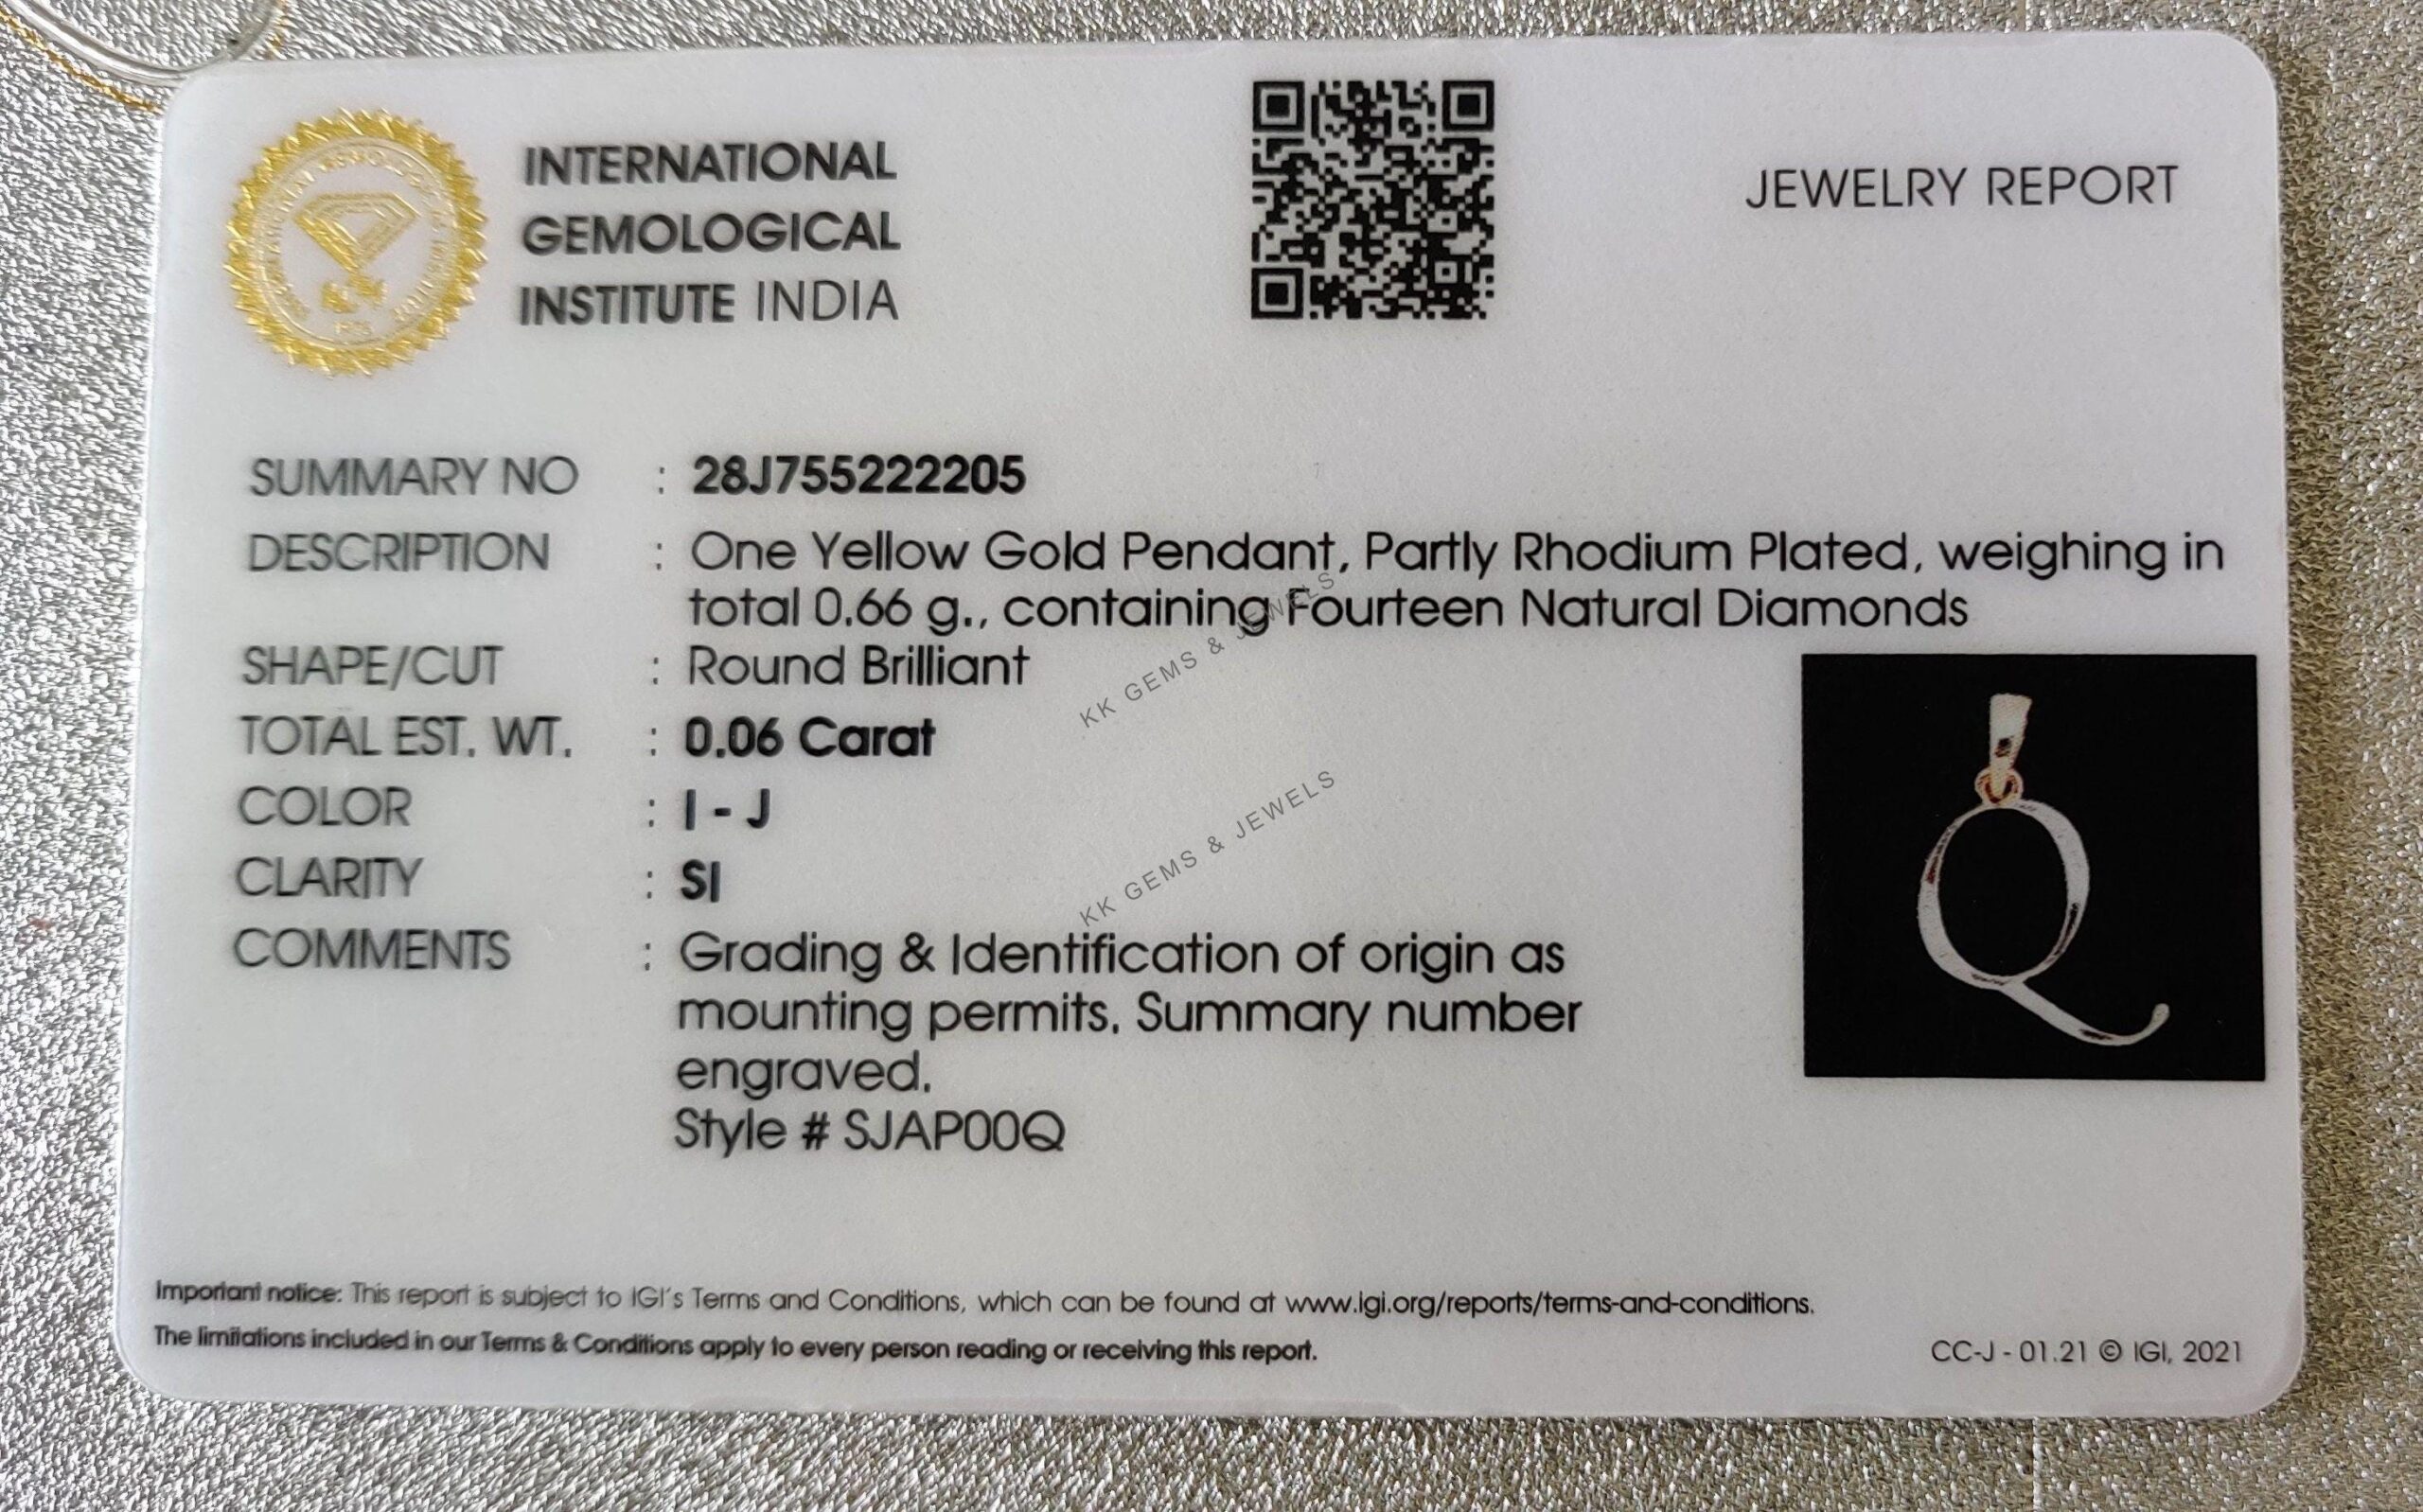 INTERNATIONAL
GEMOLOGICAL
INSTITUTE INDIA
JEWELRY REPORT
SUMMARY NO : 28J755222205
DESCRIPTION : One Yellow Gold Pendant, Partly Rhodium Plated, weighing in
total 0.66 g., containing Fourteen Natural Diamonds
SHAPE/CUT : Round Brilliant
TOTAL EST. WT. : 0.06 Carat
COLOR : I - J
CLARITY : SI
COMMENTS : Grading & Identification of origin as
mounting permits. Summary number
engraved.
Style # SJAP00Q
KK GEMS & JEWELS
KK GEMS & JEWELS
Important notice: This report is subject to IGI's Terms and Conditions, which can be found at www.igi.org/reports/terms-and-conditions.
The limitations included in our Terms & Conditions apply to every person reading or receiving this report.
CC-J - 01.21 © IGI, 2021